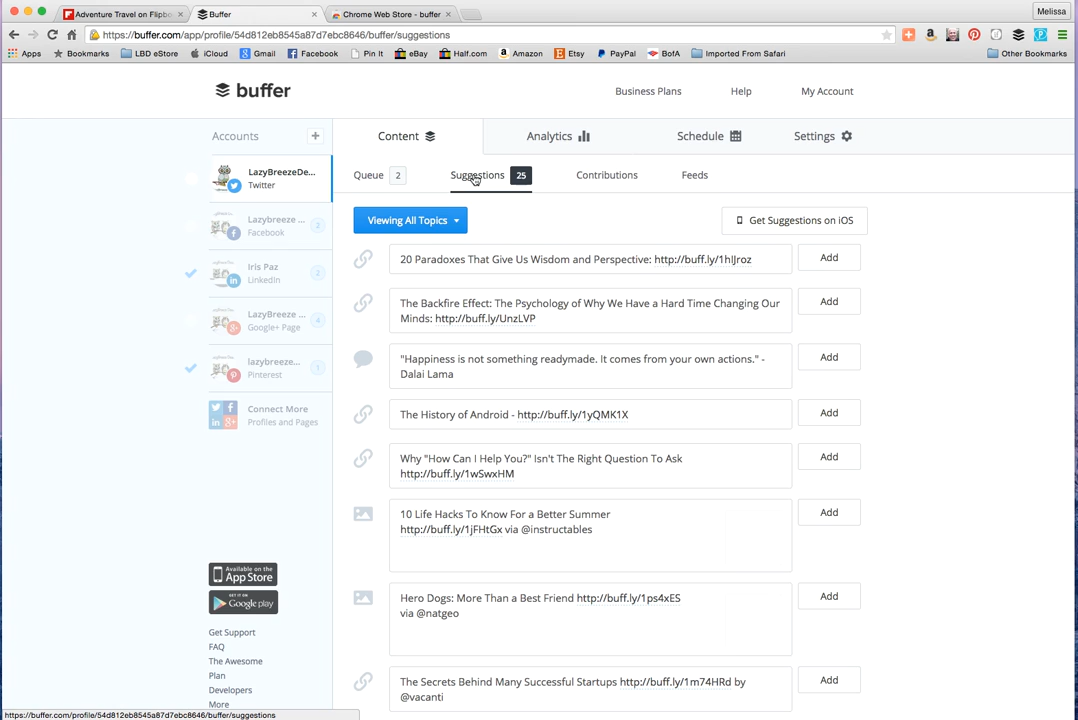 Adventure Travel on Flipbo
Buffer
Chrome Web Store - buffer
Melissa
https://buffer.com/app/profile/54d812eb8545a87d7ebc8646/buffer/suggestions
Apps
Bookmarks
LBD eStore
iCloud
Gmail
Facebook
Pin It
eBay
Half.com
Amazon
Etsy
PayPal
BofA
Imported From Safari
Other Bookmarks
buffer
Business Plans
Help
My Account
Accounts
+
Content
Analytics
Schedule
Settings
LazyBreezeDe...
Twitter
Lazybreeze ...
Facebook
2
Iris Paz
LinkedIn
2
LazyBreeze ...
Google+ Page
4
lazybreeze...
Pinterest
1
Connect More
Profiles and Pages
Queue 2
Suggestions 25
Contributions
Feeds
Viewing All Topics
Get Suggestions on iOS
20 Paradoxes That Give Us Wisdom and Perspective: http://buff.ly/1hIJroz
Add
The Backfire Effect: The Psychology of Why We Have a Hard Time Changing Our
Minds: http://buff.ly/UnzLVP
Add
"Happiness is not something readymade. It comes from your own actions." -
Dalai Lama
Add
The History of Android - http://buff.ly/1yQMK1X
Add
Why "How Can I Help You?" Isn't The Right Question To Ask
http://buff.ly/1wSwxHM
Add
10 Life Hacks To Know For a Better Summer
http://buff.ly/1jFHtGx via @instructables
Add
Hero Dogs: More Than a Best Friend http://buff.ly/1ps4xES
via @natgeo
Add
The Secrets Behind Many Successful Startups http://buff.ly/1m74HRd by
@vacanti
Add
Available on the
App Store
GET IT ON
Google play
Get Support
FAQ
The Awesome
Plan
Developers
More
https://buffer.com/profile/54d812eb8545a87d7ebc8646/buffer/suggestions